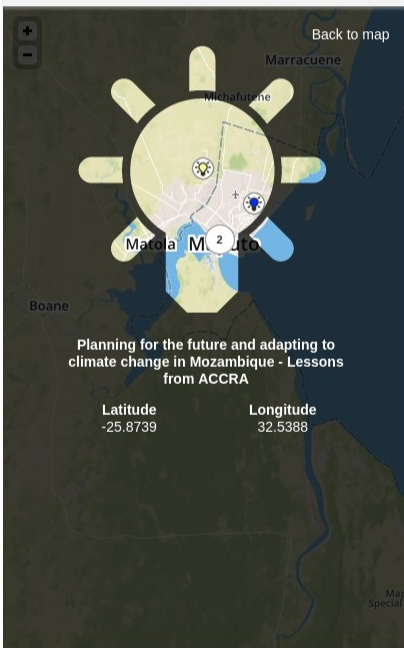 +
Back to map
−
Marracuene
Michafutene
Matola
2
Boane
Planning for the future and adapting to
climate change in Mozambique - Lessons
from ACCRA
Latitude Longitude
-25.8739 32.5388
Special